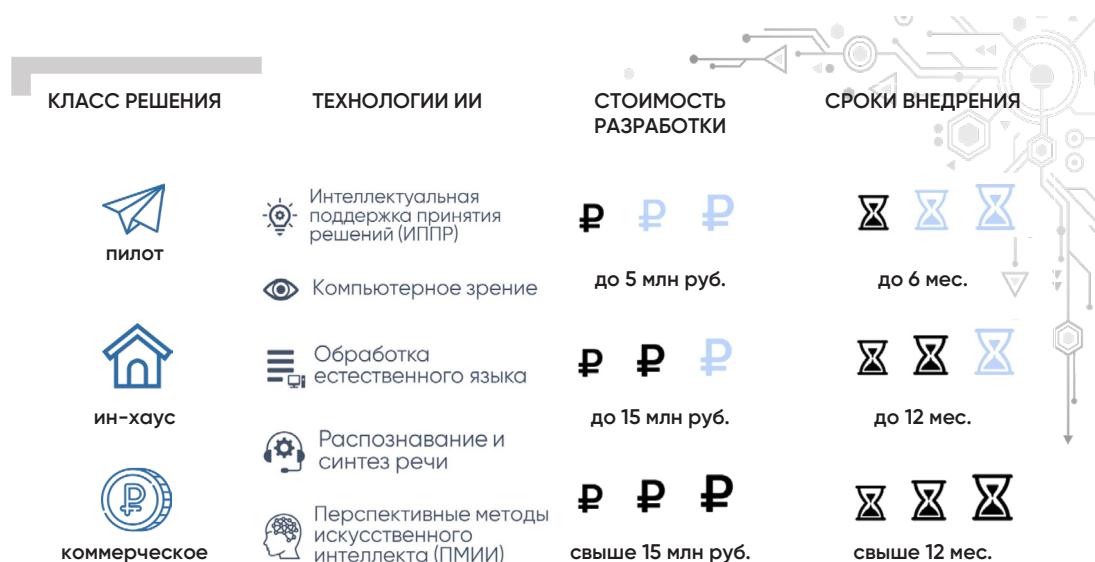 КЛАСС РЕШЕНИЯ
ТЕХНОЛОГИИ ИИ
СТОИМОСТЬ
РАЗРАБОТКИ
СРОКИ ВНЕДРЕНИЯ
пилот
ин-хаус
коммерческое
Интеллектуальная
поддержка принятия
решений (ИППР)
Компьютерное зрение
Обработка
естественного языка
Распознавание и
синтез речи
Перспективные методы
искусственного
интеллекта (ПМИИ)
₽ ₽ ₽
до 5 млн руб.
₽ ₽ ₽
до 15 млн руб.
₽ ₽ ₽
свыше 15 млн руб.
до 6 мес.
до 12 мес.
свыше 12 мес.